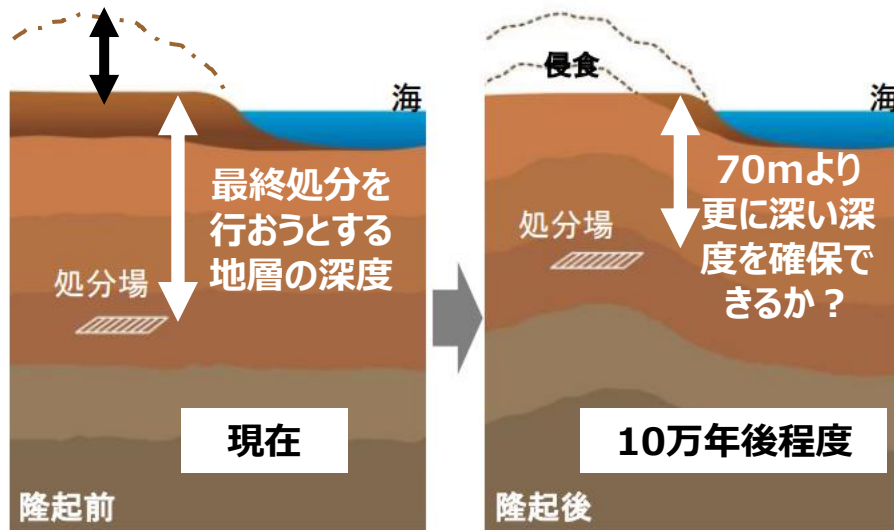 海
最終処分を
行おうとする
地層の深度
処分場
現在
隆起前
侵食
海
70mより
更に深い深
度を確保で
きるか？
処分場
10万年後程度
隆起後